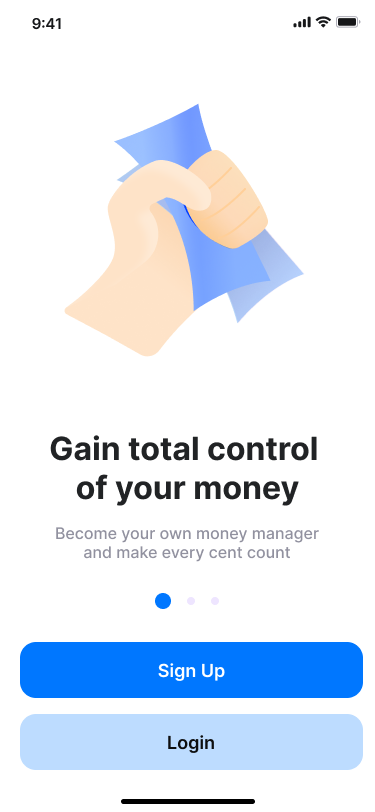 9:41
Gain total control
of your money
Become your own money manager
and make every cent count
Sign Up
Login